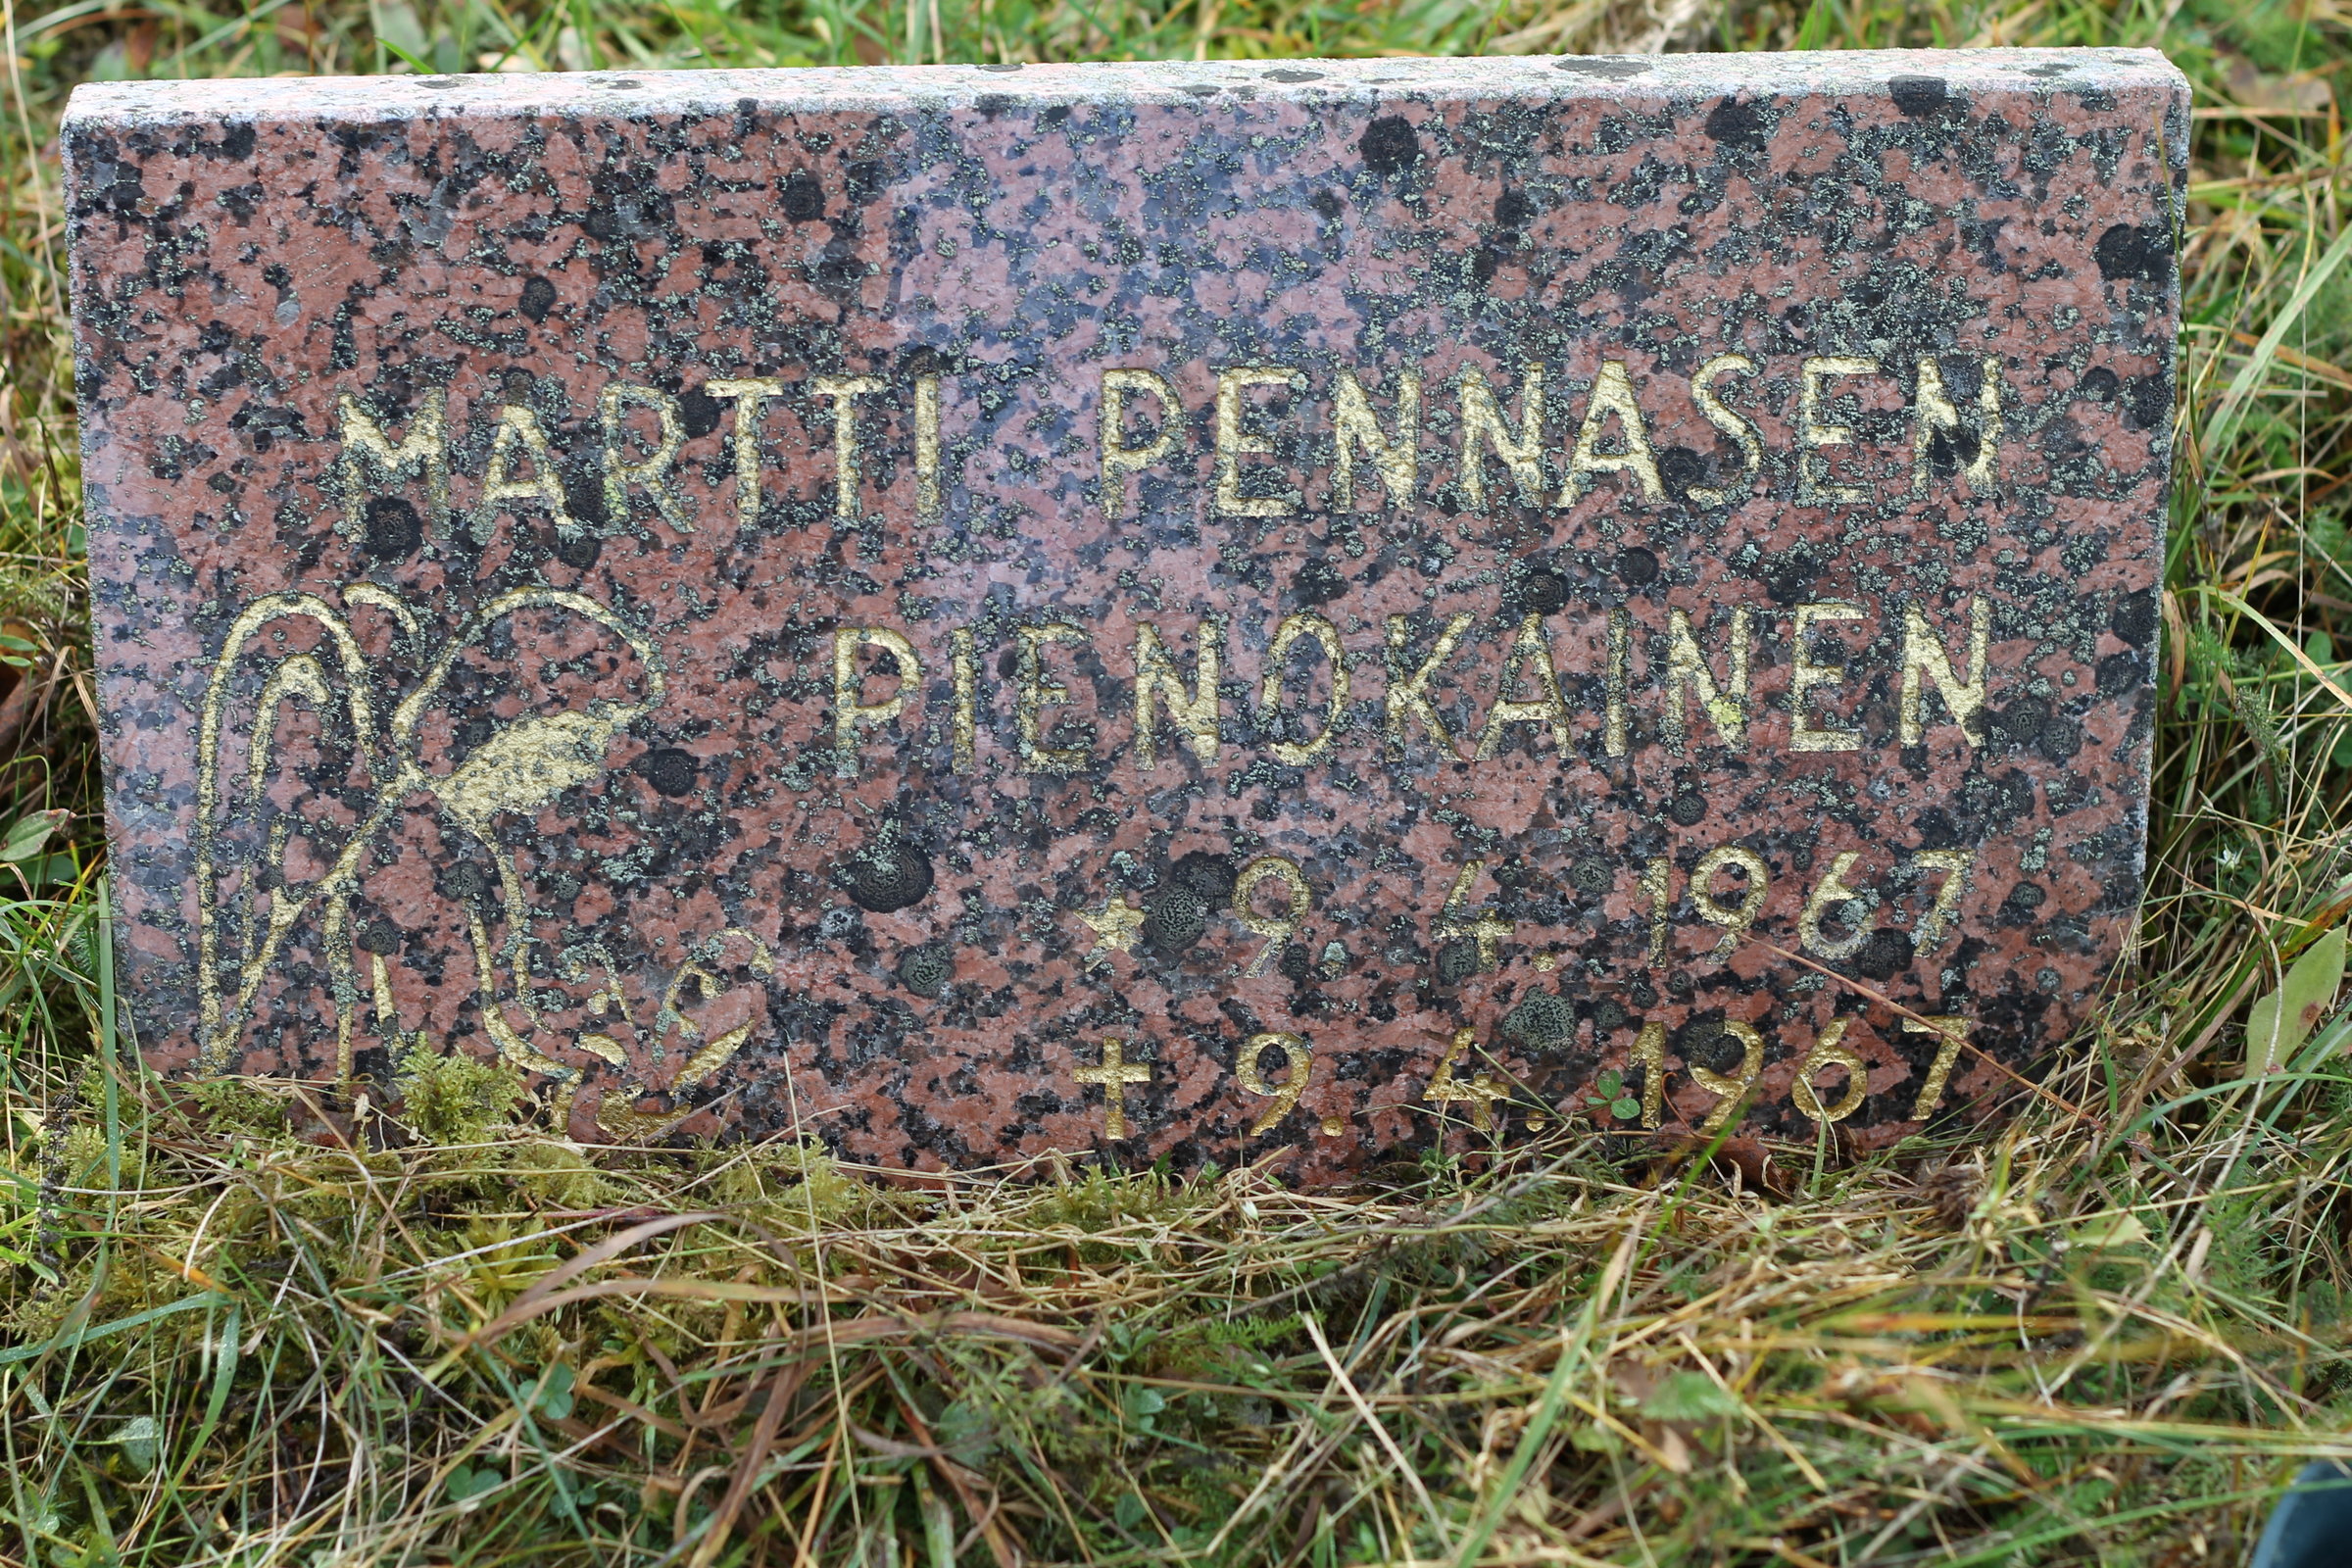 MARTTI PENNASEN
PIENOKAINEN
★ 9. 4. 1967
✝ 9. 4. 1967